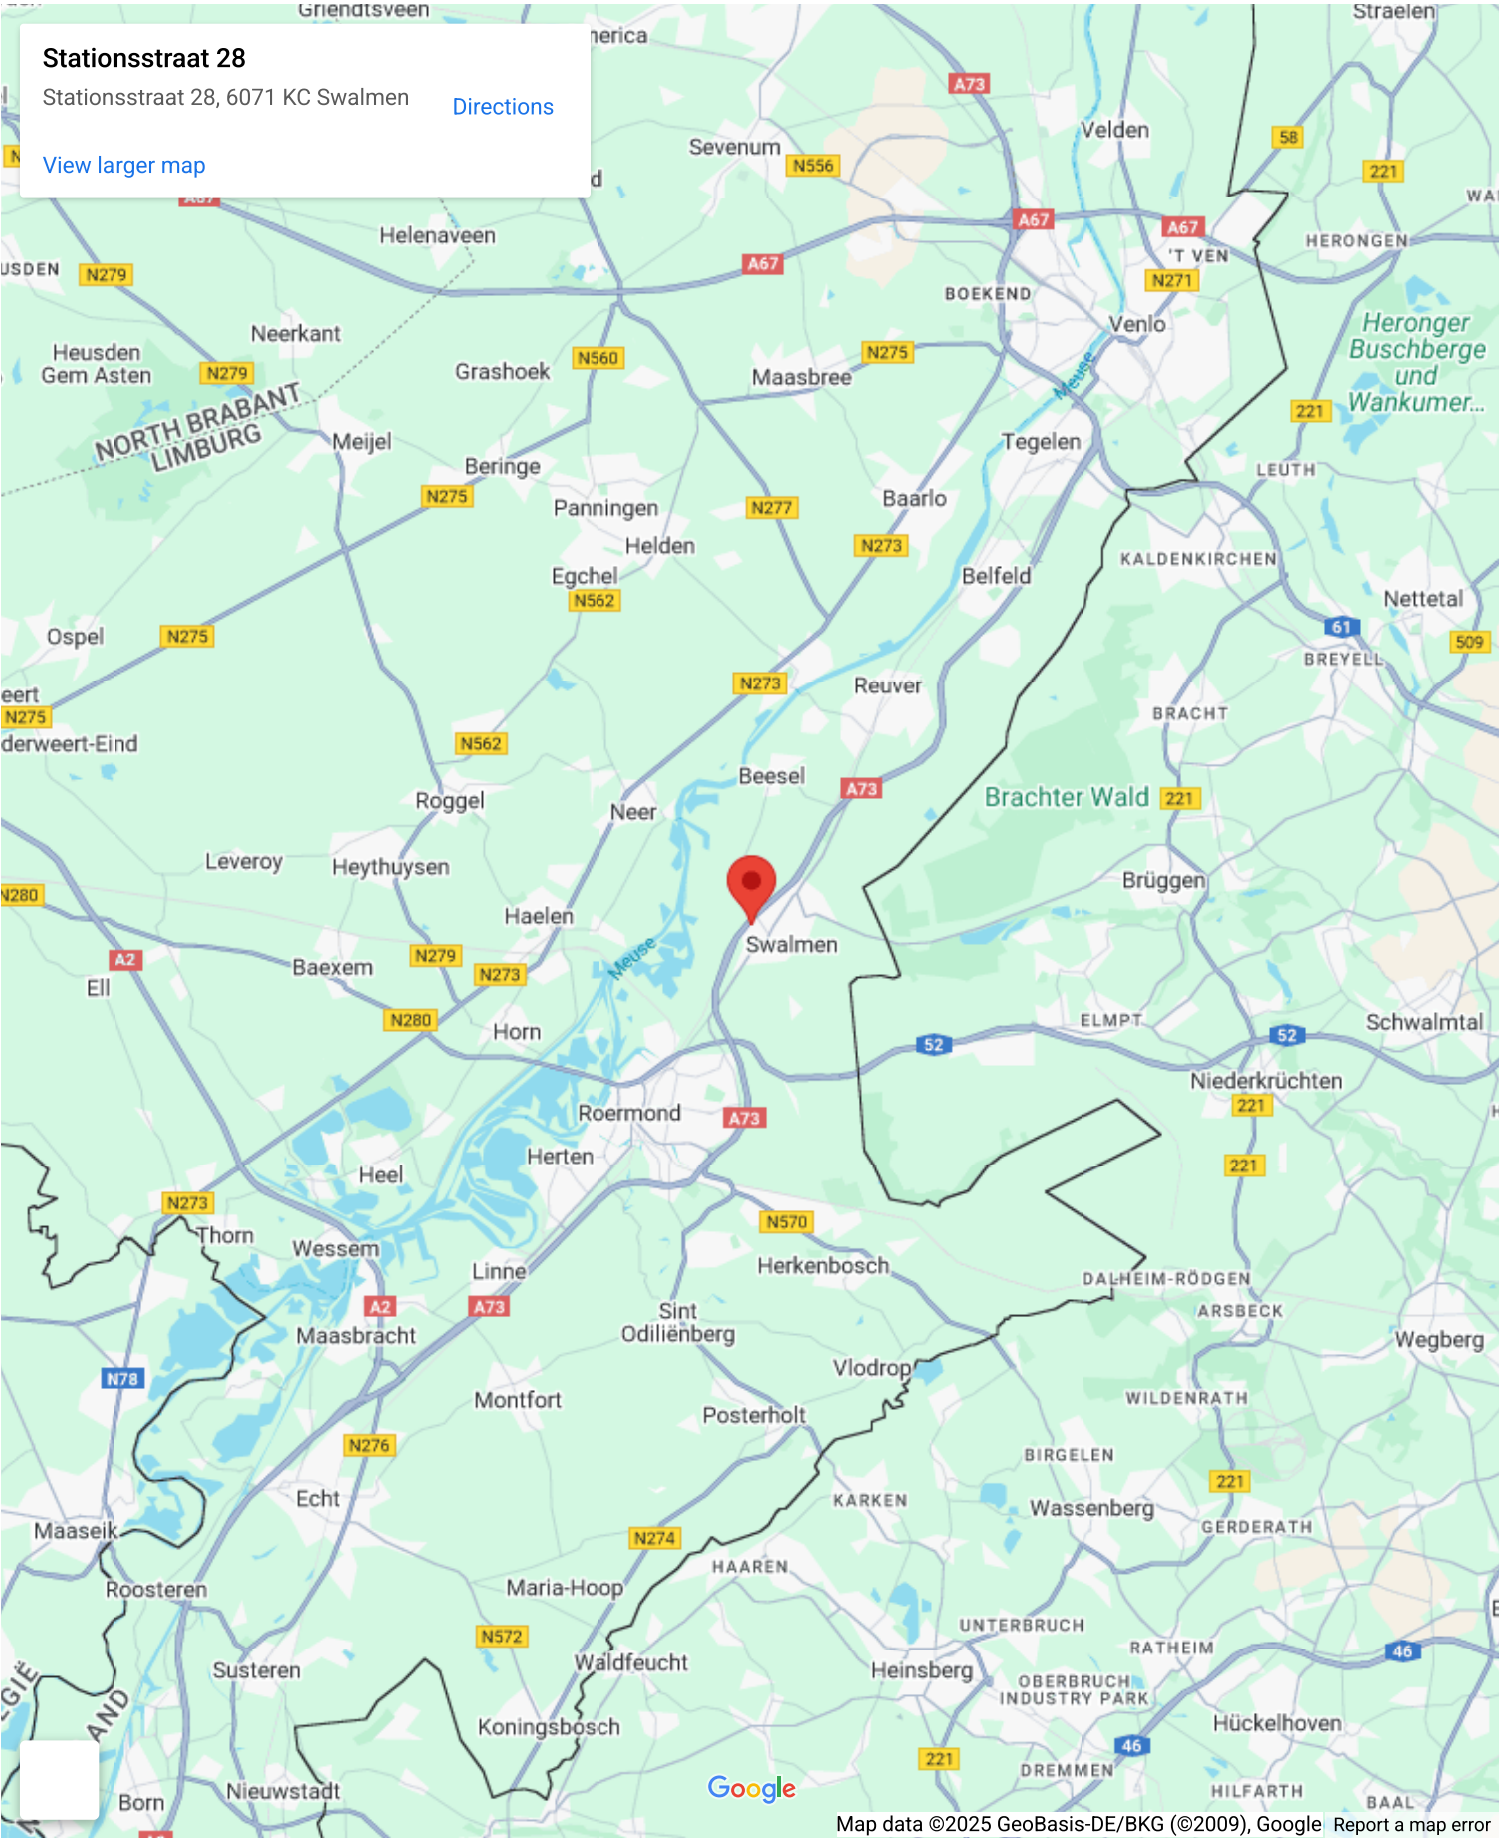 Griendtsveen
Straelen
Stationsstraat 28
Stationsstraat 28, 6071 KC Swalmen
Directions
View larger map
A73
Velden
58
Sevenum
N556
221
A67
A67
A67
Helenaveen
HERONGEN
'T VEN
A67
N279
N271
BOEKEND
Venlo
Heronger
Buschberge
und
Wankumer...
Neerkant
Heusden
Gem Asten
N560
N275
N279
Grashoek
Maasbree
Meuse
221
NORTH BRABANT
LIMBURG
Meijel
Tegelen
Beringe
LEUTH
N275
Baarlo
Panningen
N277
Helden
N273
KALDENKIRCHEN
Egchel
Belfeld
N562
Nettetal
61
Ospel
N275
509
BREYELL
N273
Reuver
N275
BRACHT
derweert-Eind
N562
Beesel
A73
Brachter Wald
221
Roggel
Neer
Leveroy
Heythuysen
Brüggen
N280
Haelen
Swalmen
N279
Meuse
A2
Baexem
N273
Ell
N280
ELMPT
Schwalmtal
Horn
52
52
Niederkrüchten
221
Roermond
A73
Herten
221
Heel
N273
Thorn
N570
Wessem
Herkenbosch
Linne
DALHEIM-RÖDGEN
A2
A73
Sint
Odiliënberg
ARSBECK
Maasbracht
Wegberg
Vlodrop
N78
Montfort
WILDENRATH
Posterholt
N276
BIRGELEN
221
Echt
KARKEN
Wassenberg
Maaseik
GERDERATH
N274
HAAREN
Roosteren
Maria-Hoop
UNTERBRUCH
N572
RATHEIM
46
Waldfeucht
Susteren
Heinsberg
OBERBRUCH
INDUSTRY PARK
Koningsbosch
Hückelhoven
46
221
DREMMEN
Nieuwstadt
HILFARTH
Born
BAAL
Google
Map data ©2025 GeoBasis-DE/BKG (©2009), Google
Report a map error